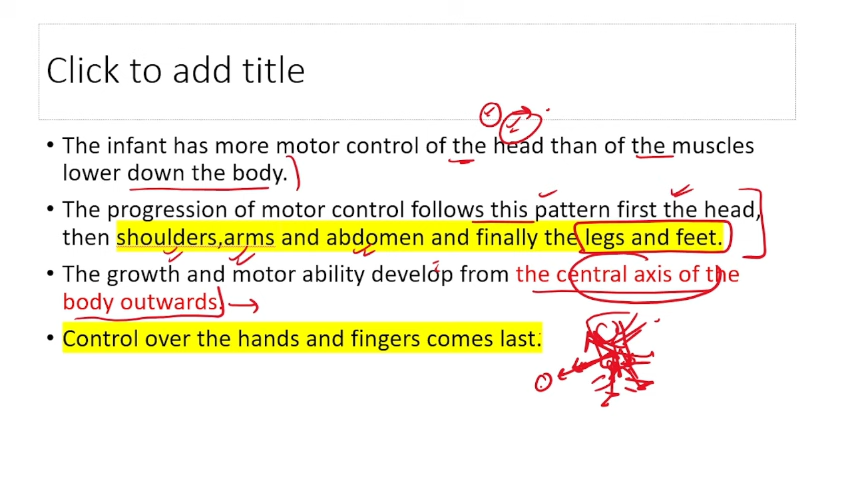 Click to add title
• The infant has more motor control of the head than of the muscles
lower down the body.
• The progression of motor control follows this pattern first the head,
then shoulders,arms and abdomen and finally the legs and feet.
• The growth and motor ability develop from the central axis of the
body outwards.
• Control over the hands and fingers comes last.